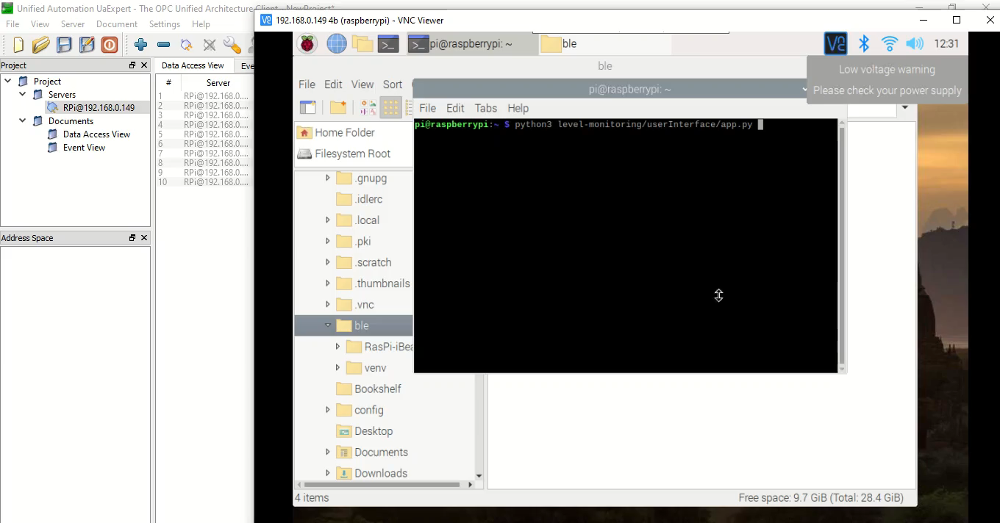 Unified Automation UaExpert - The OPC Unified Architecture Client - NewProject*
File View Server Document Settings Help
Project
Project
Servers
RPi@192.168.0.149
Documents
Data Access View
Event View
Address Space
Data Access View Eve
# Server
1 RPi@192.168.0....
2 RPi@192.168.0....
3 RPi@192.168.0....
4 RPi@192.168.0....
5 RPi@192.168.0....
6 RPi@192.168.0....
7 RPi@192.168.0....
8 RPi@192.168.0....
9 RPi@192.168.0....
10 RPi@192.168.0....
192.168.0.149 4b (raspberrypi) - VNC Viewer
pi@raspberrypi: ~
ble
12:31
ble
Low voltage warning
Please check your power supply
File Edit View Sort
Home Folder
Filesystem Root
.gnupg
.idlerc
.local
.pki
.scratch
.thumbnails
.vnc
ble
RasPi-iBea
venv
Bookshelf
config
Desktop
Documents
Downloads
4 items
Free space: 9.7 GiB (Total: 28.4 GiB)
pi@raspberrypi: ~
File Edit Tabs Help
pi@raspberrypi:~ $ python3 level-monitoring/userInterface/app.py